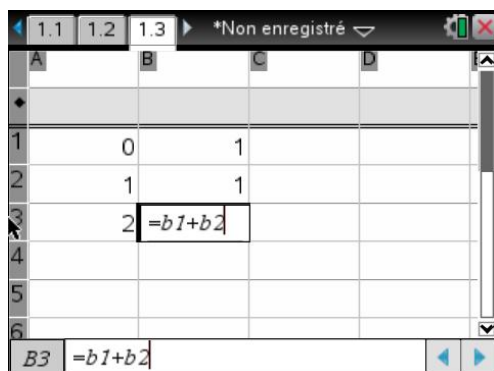 1.1 1.2 1.3 *Non enregistré
A B C D
1 0 1
2 1 1
3 2 =b1+b2
4
5
6
B3 =b1+b2